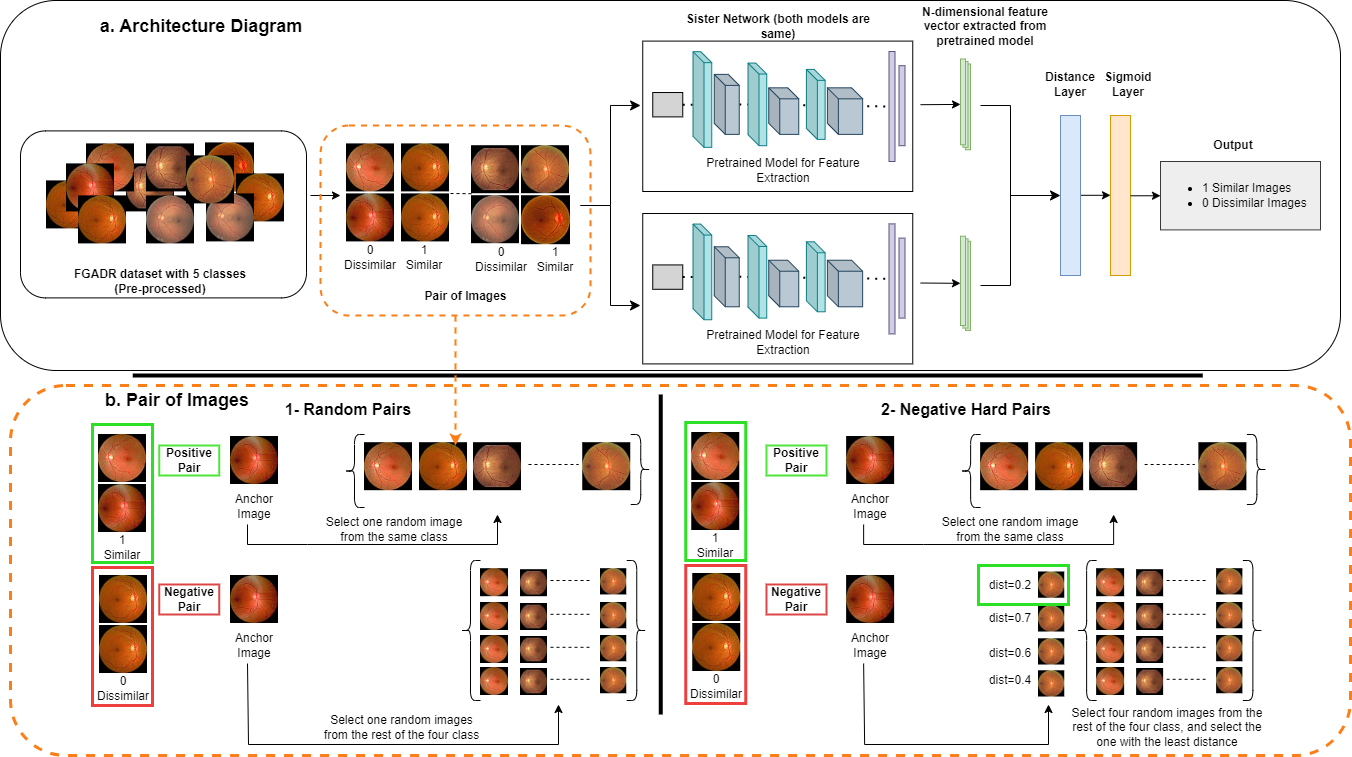 a. Architecture Diagram
Sister Network (both models are
same)
N-dimensional feature
vector extracted from
pretrained model
Distance
Layer
Sigmoid
Layer
Pretrained Model for Feature
Extraction
Output
1 Similar Images
0 Dissimilar Images
0
Dissimilar
1
Similar
0
Dissimilar
1
Similar
FGADR dataset with 5 classes
(Pre-processed)
Pair of Images
Pretrained Model for Feature
Extraction
b. Pair of Images
1- Random Pairs
Positive
Pair
Anchor
Image
Select one random image
from the same class
1
Similar
Negative
Pair
Anchor
Image
0
Dissimilar
Select one random images
from the rest of the four class
2- Negative Hard Pairs
Positive
Pair
Anchor
Image
Select one random image
from the same class
1
Similar
Negative
Pair
Anchor
Image
dist=0.2
dist=0.7
dist=0.6
dist=0.4
0
Dissimilar
Select four random images from the
rest of the four class, and select the
one with the least distance